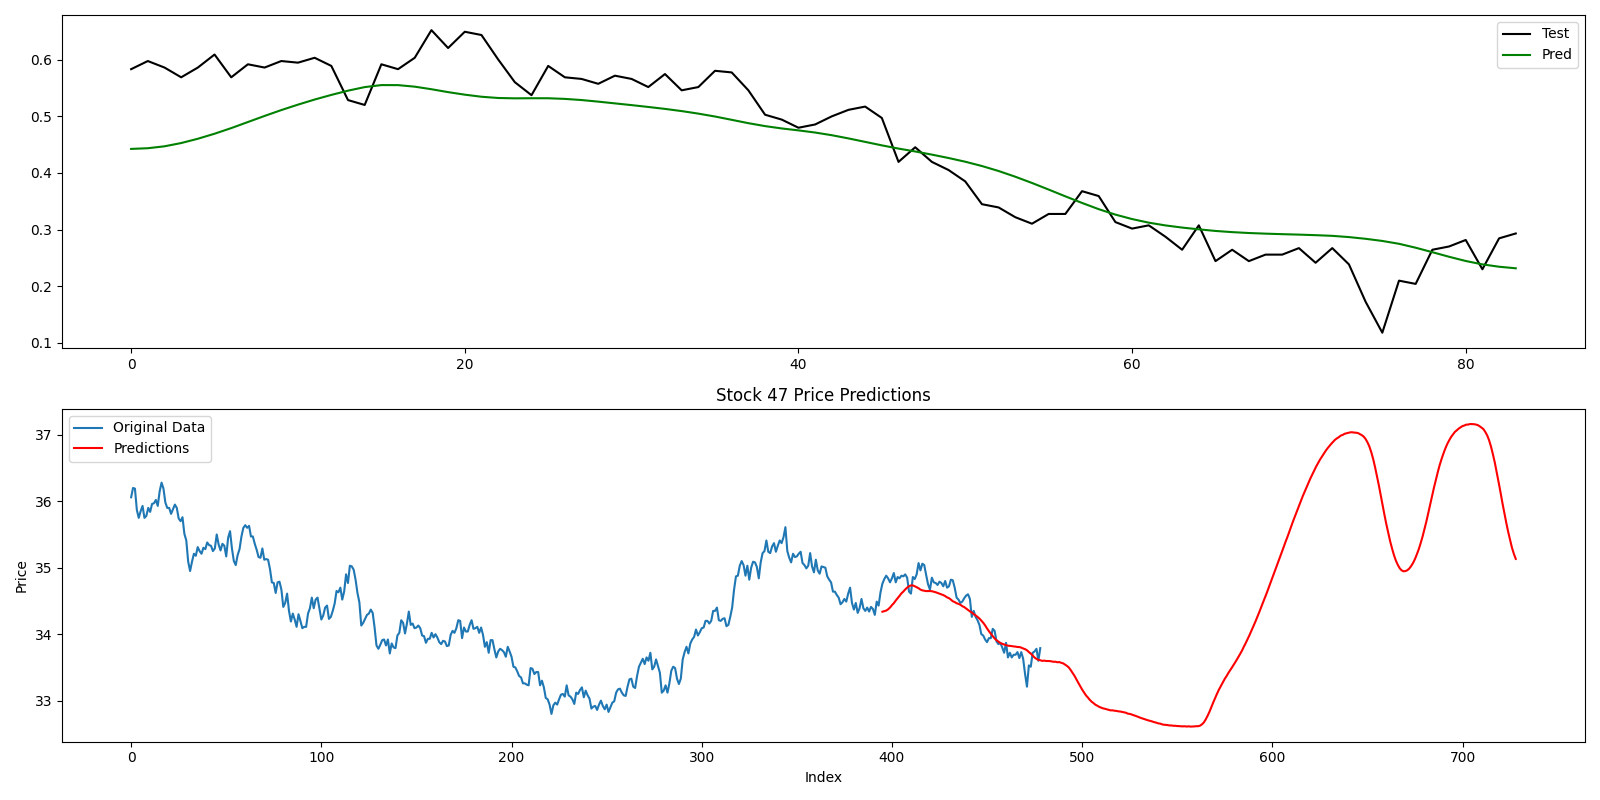 Test
Pred
0.6
0.5
0.4
0.3
0.2
0.1
0 20 40 60 80
Stock 47 Price Predictions
Original Data
Predictions
37
36
35
34
33
Price
0 100 200 300 400 500 600 700
Index